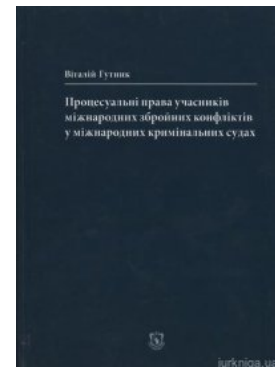 Віталій Гутник
Процесуальні права учасників
міжнародних збройних конфліктів
у міжнародних кримінальних судах
jurkniga.ua